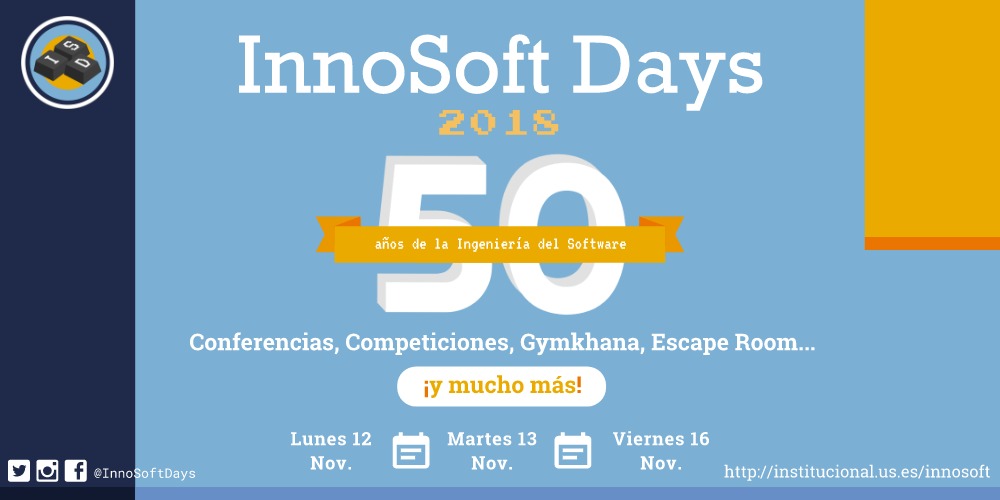 I S D
InnoSoft Days
2018
50
años de la Ingeniería del Software
Conferencias, Competiciones, Gymkhana, Escape Room...
¡y mucho más!
Lunes 12
Nov.
Martes 13
Nov.
Viernes 16
Nov.
@InnoSoftDays
http://institucional.us.es/innosoft